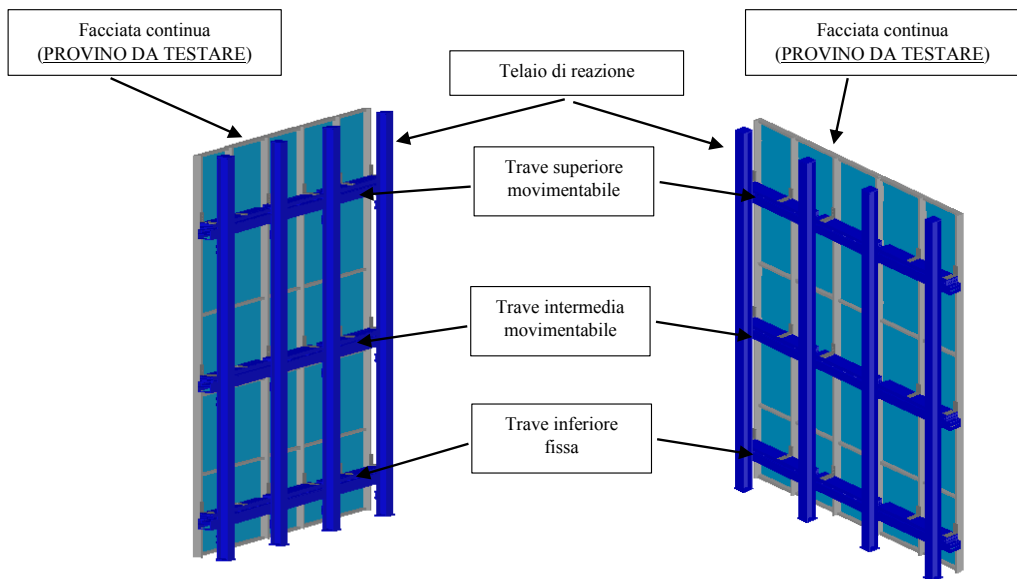 Facciata continua
(PROVINO DA TESTARE)
Telaio di reazione
Facciata continua
(PROVINO DA TESTARE)
Trave superiore
movimentabile
Trave intermedia
movimentabile
Trave inferiore
fissa